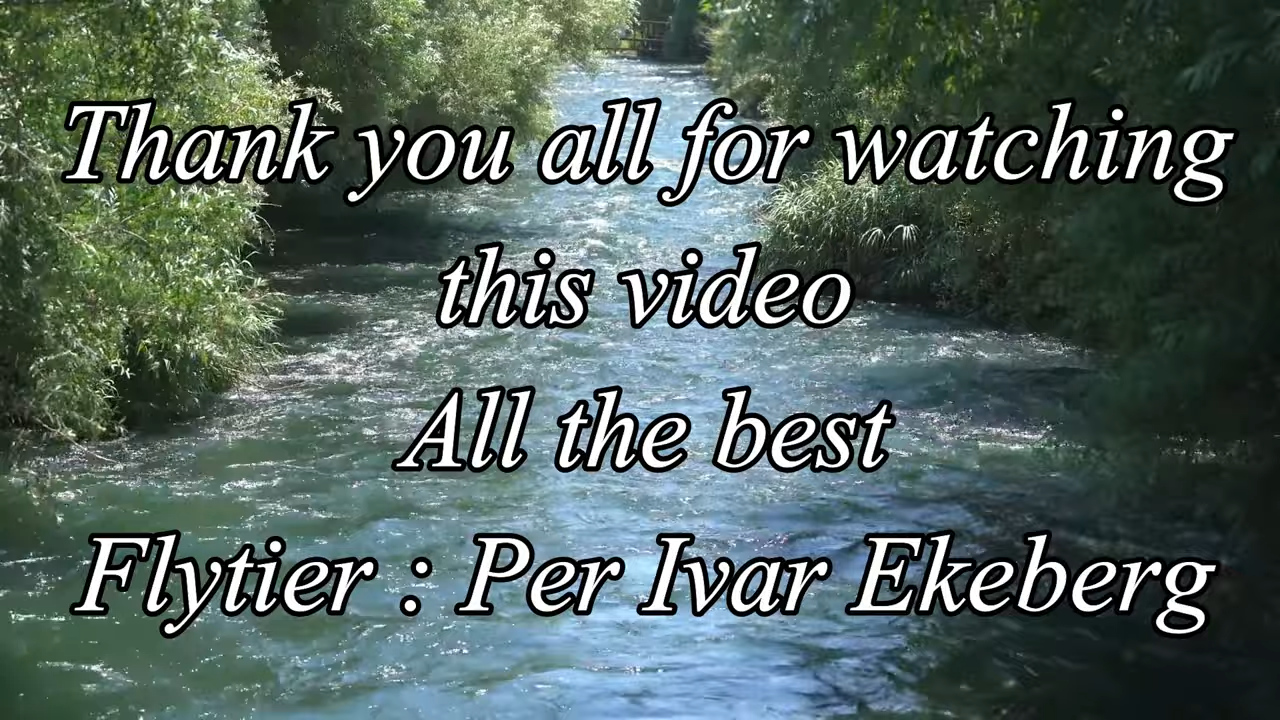 Thank you all for watching
this video
All the best
Flytier : Per Ivar Ekeberg